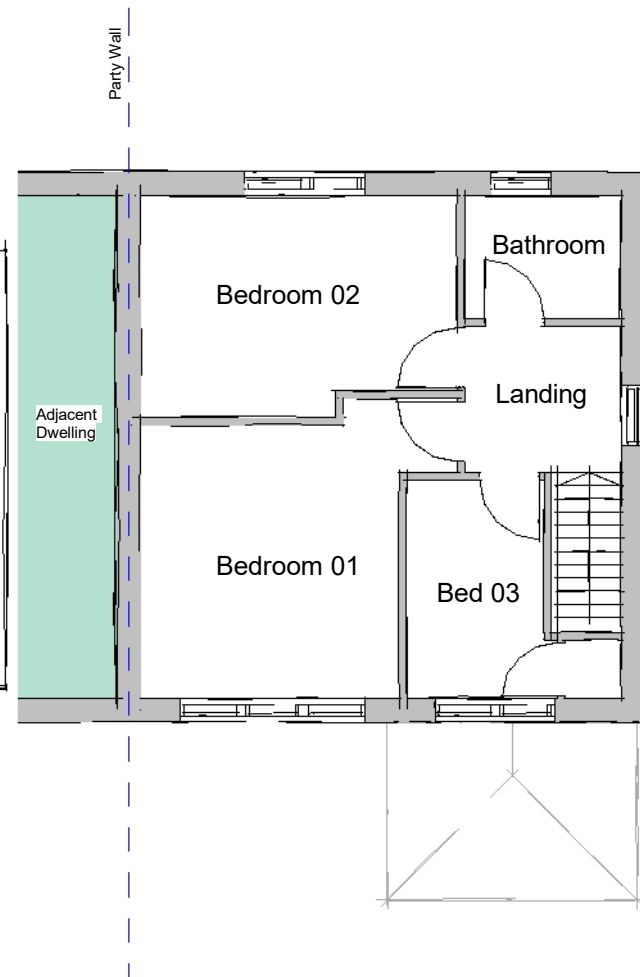 Party Wall
Bathroom
Bedroom 02
Landing
Adjacent
Dwelling
Bedroom 01
Bed 03